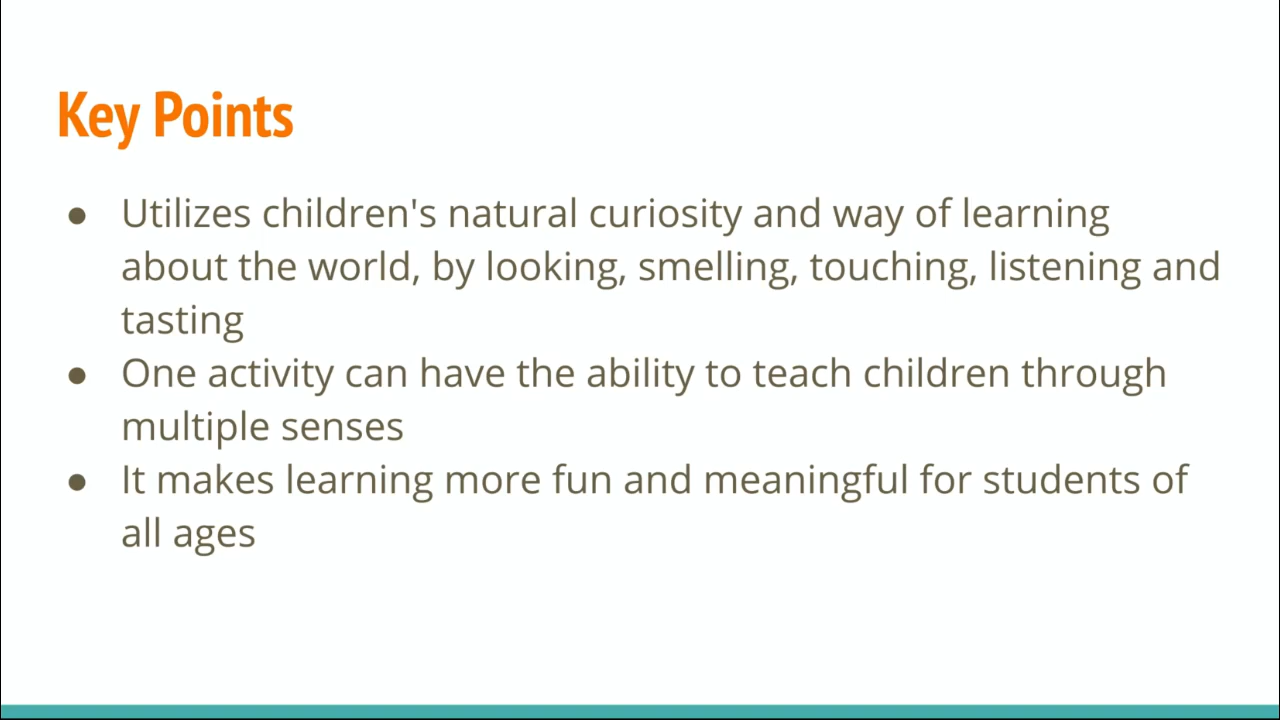 Key Points
● Utilizes children's natural curiosity and way of learning
about the world, by looking, smelling, touching, listening and
tasting
● One activity can have the ability to teach children through
multiple senses
● It makes learning more fun and meaningful for students of
all ages